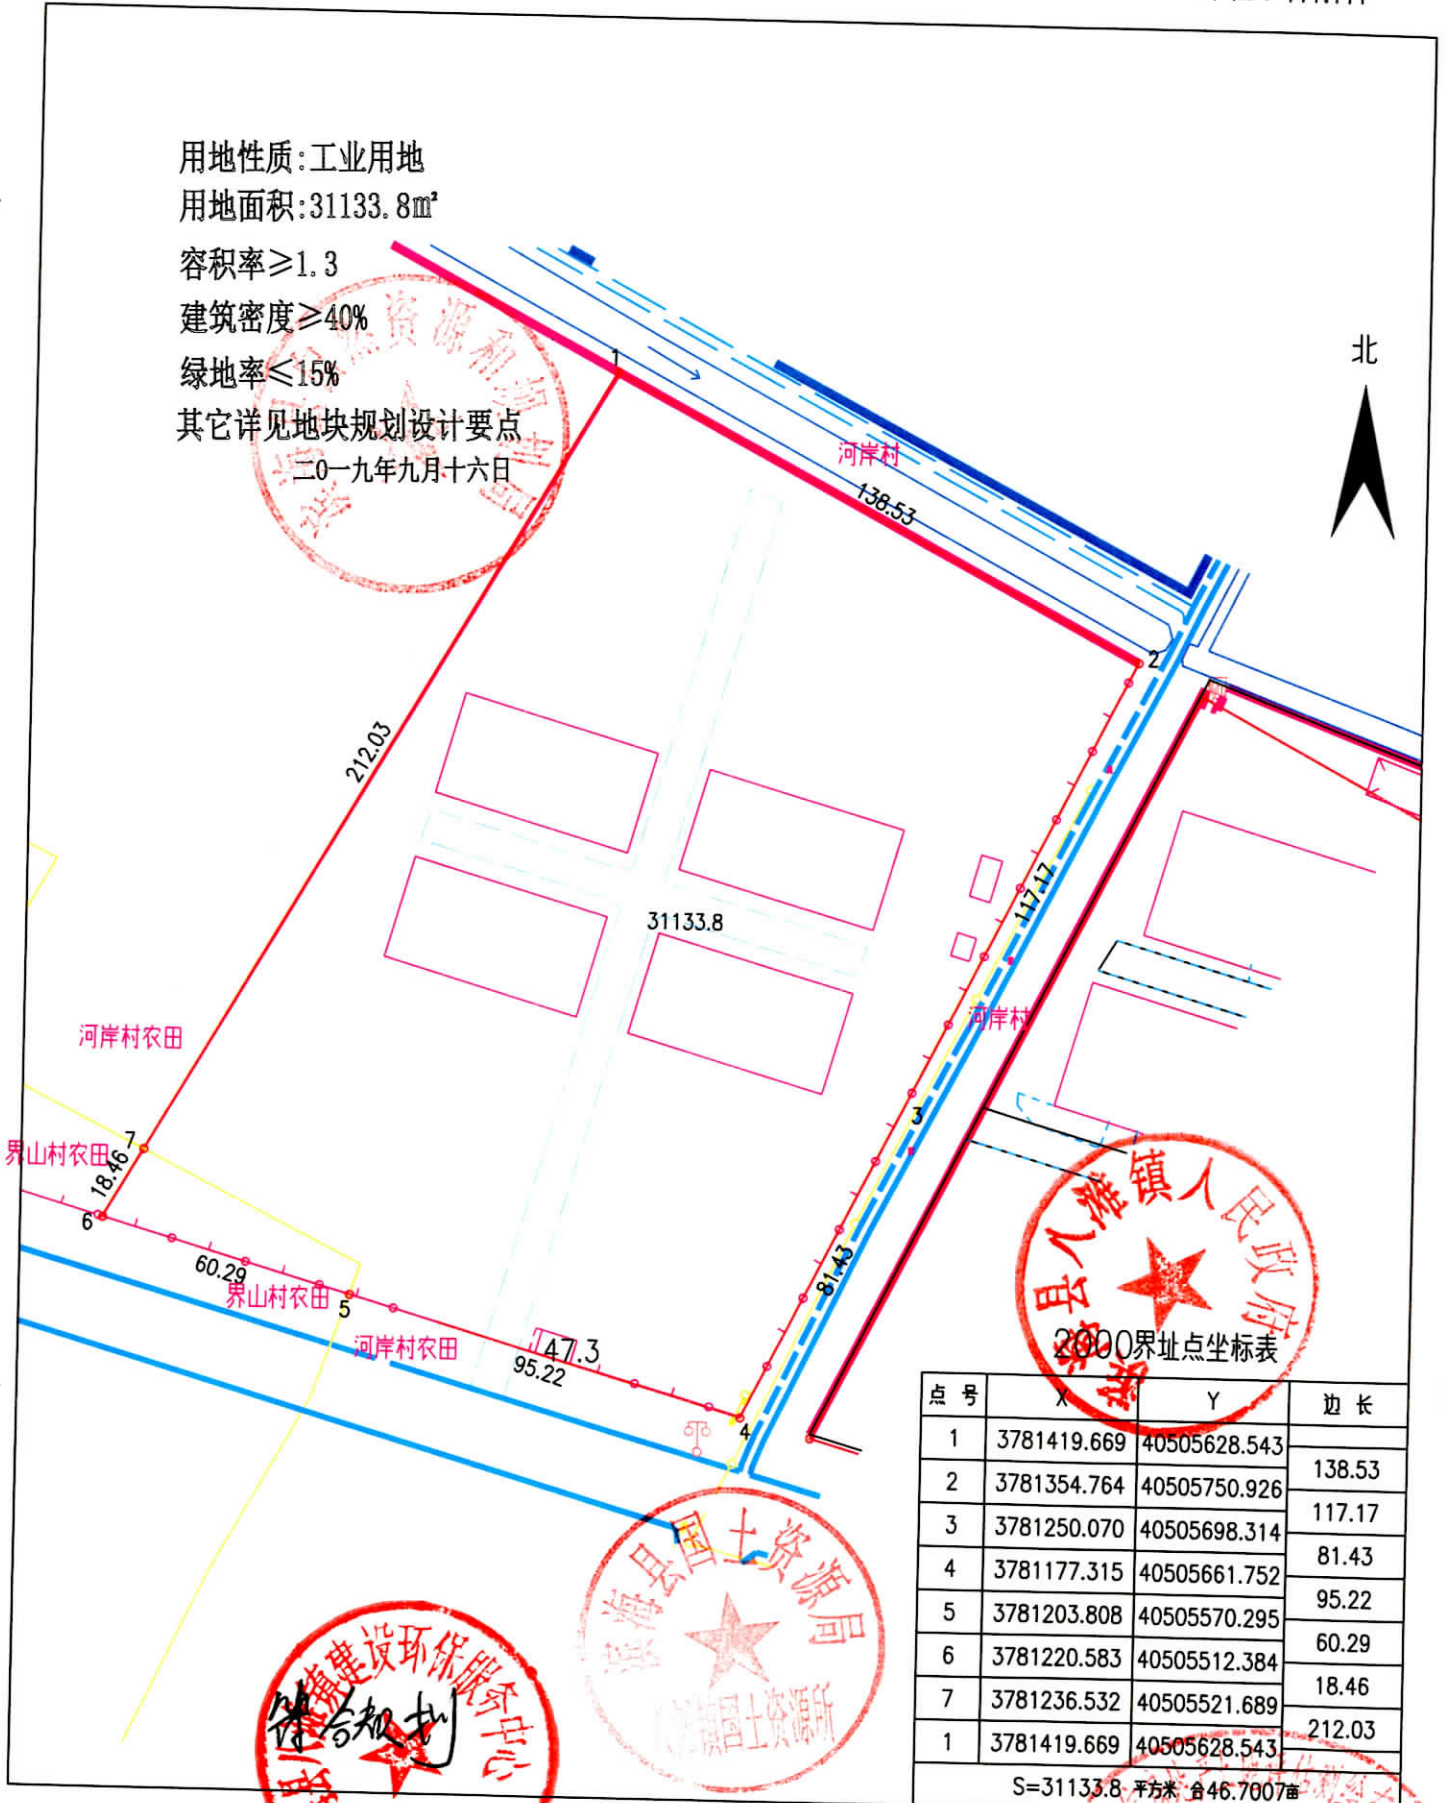 用地性质:工业用地
用地面积:31133.8㎡
容积率≥1.3
建筑密度≥40%
绿地率≤15%
其它详见地块规划设计要点
二0一九年九月十六日
北
1
河岸村
138.53
2
212.03
117.17
31133.8
河岸村
河岸村农田
3
7
界山村农田
18.46
6
60.29
界山村农田
5
81.43
河岸村农田
47.3
95.22
4
滨海县国土资源局
国土资源所
建设环保服务中心
符合规划
镇人民政府
2000界址点坐标表
点 号 X Y 边 长
1 3781419.669 40505628.543
138.53
2 3781354.764 40505750.926
117.17
3 3781250.070 40505698.314
81.43
4 3781177.315 40505661.752
95.22
5 3781203.808 40505570.295
60.29
6 3781220.583 40505512.384
18.46
7 3781236.532 40505521.689
212.03
1 3781419.669 40505628.543
S=31133.8 平方米 合46.7007亩